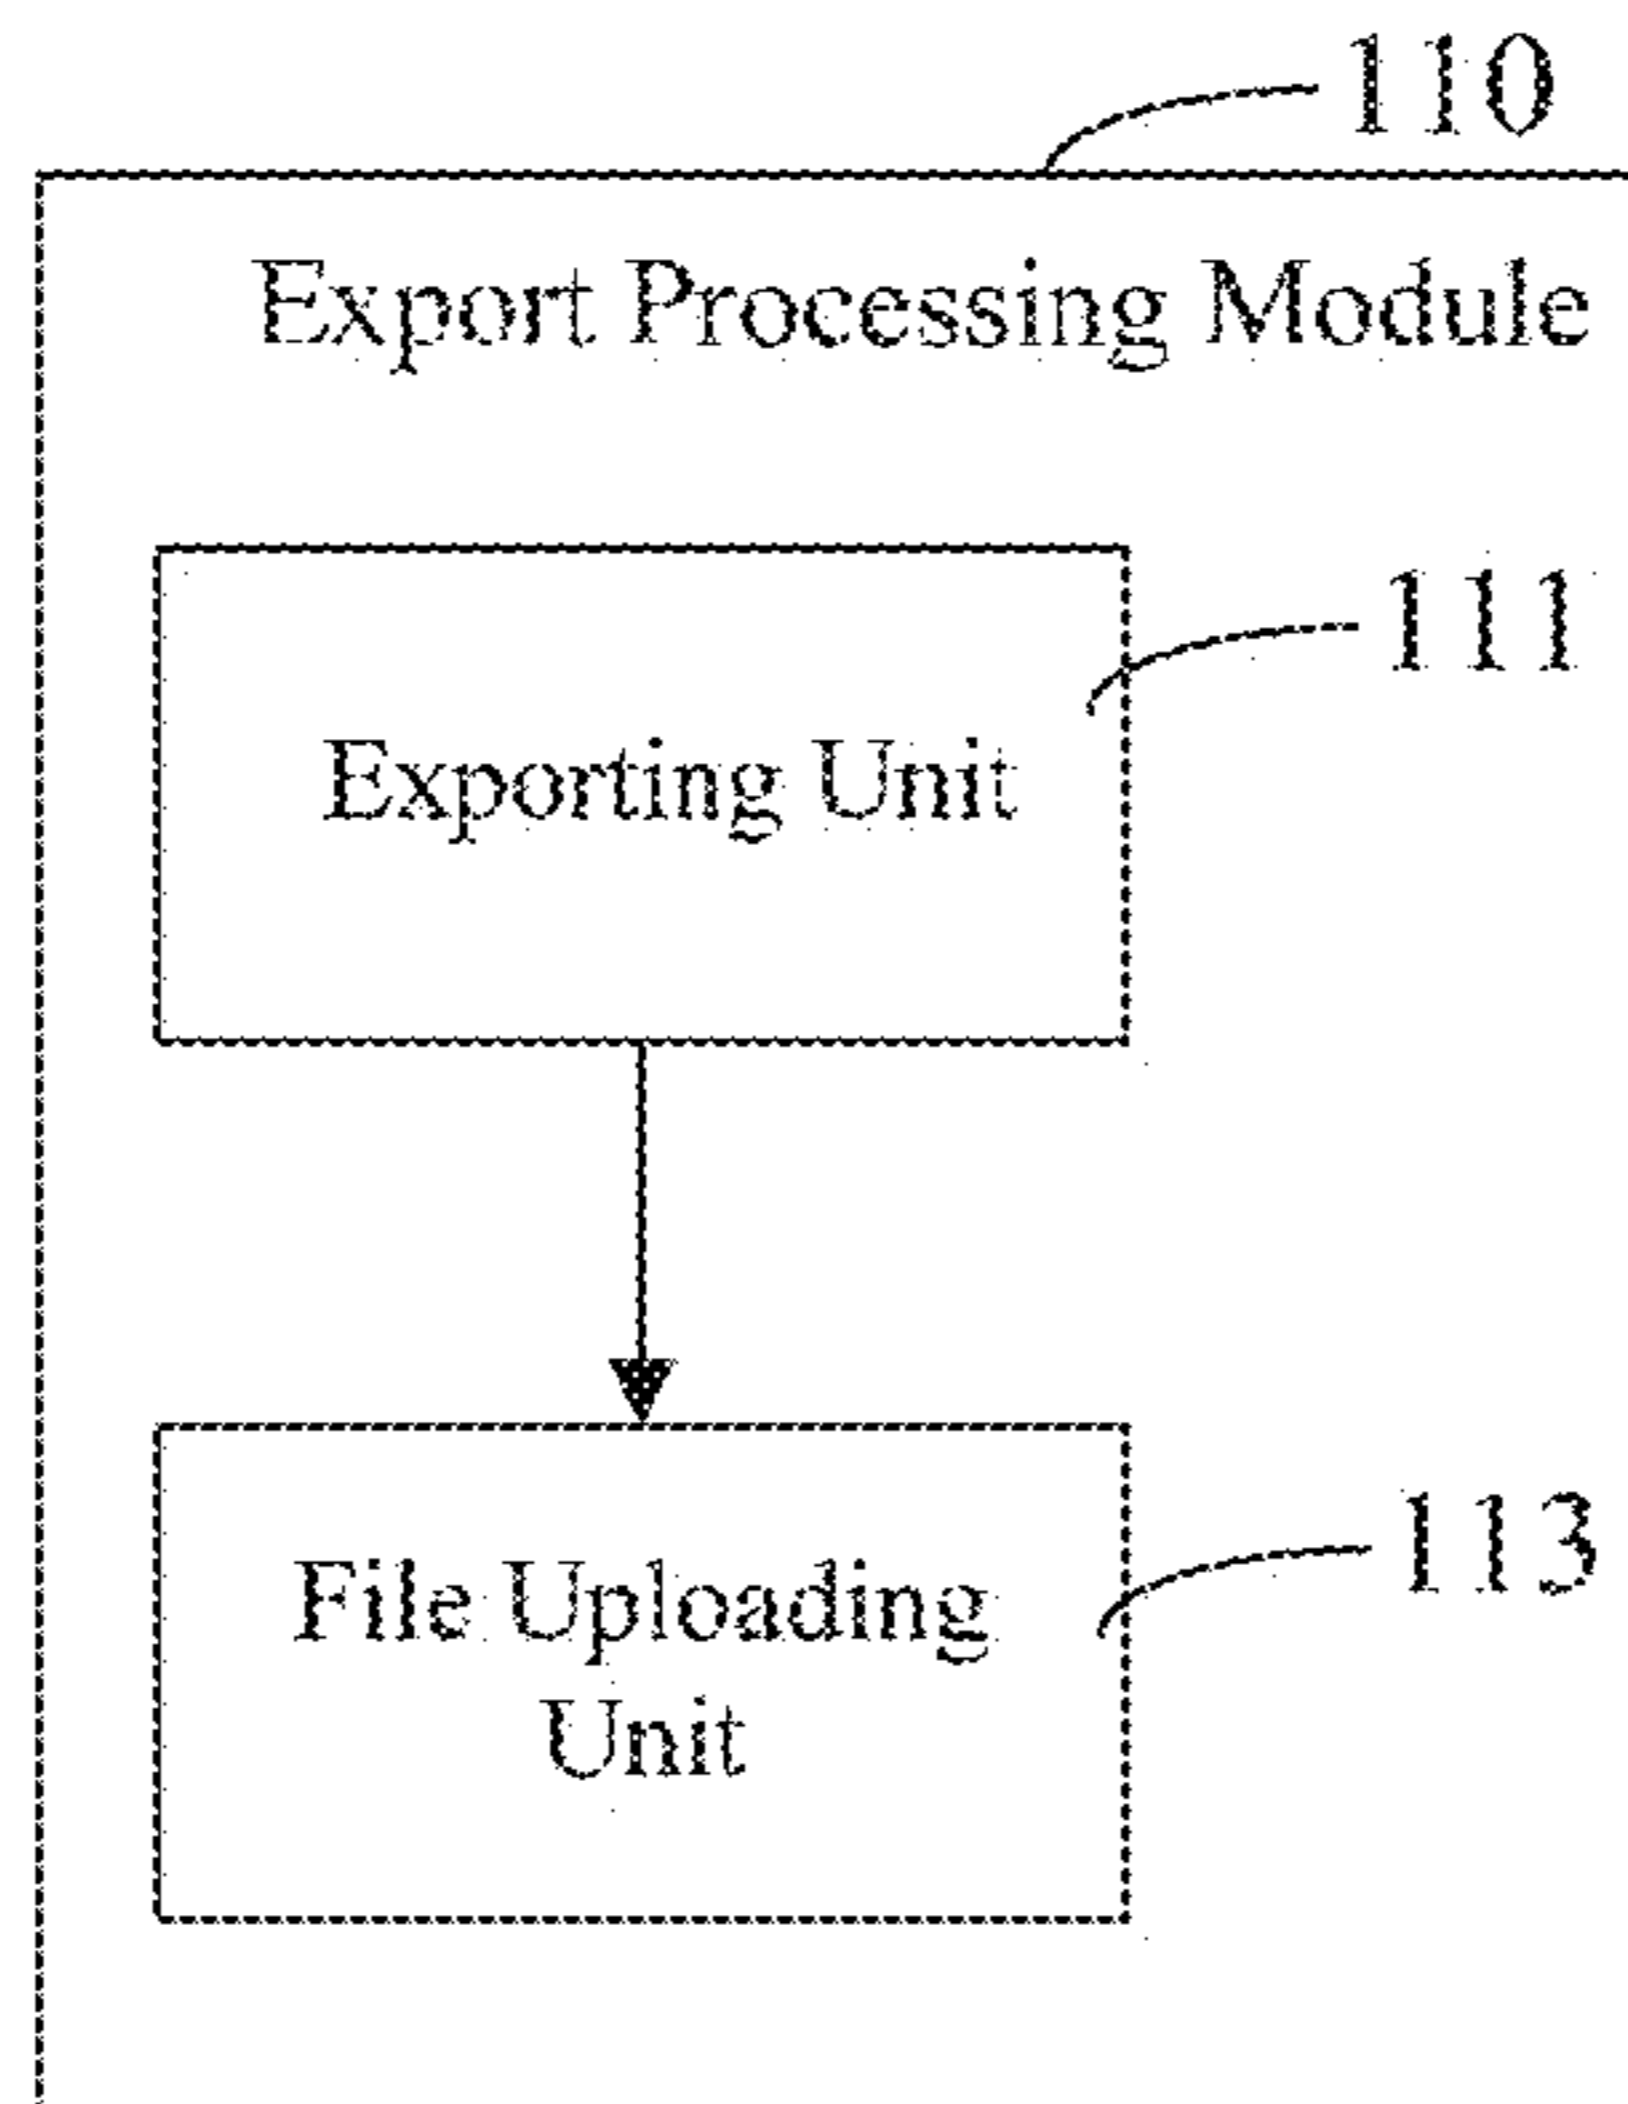 110
Export Processing Module
111
Exporting Unit
113
File Uploading
Unit